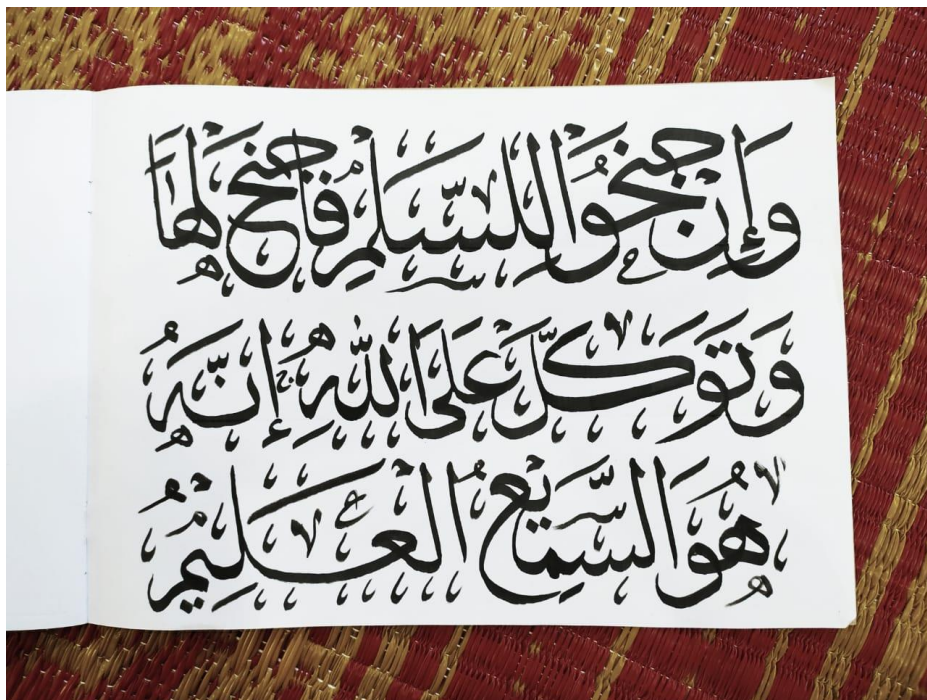 وَإِن جَنَحُوا لِلسَّلْمِ فَاجْنَحْ لَهَا
وَتَوَكَّلْ عَلَى اللَّهِ إِنَّهُ
هُوَ السَّمِيعُ الْعَلِيمُ